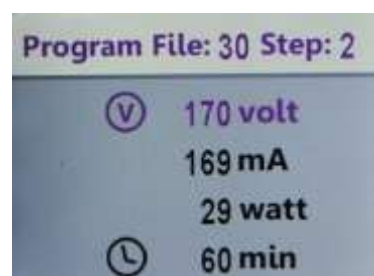 Program File: 30 Step: 2
V 170 volt
169 mA
29 watt
60 min